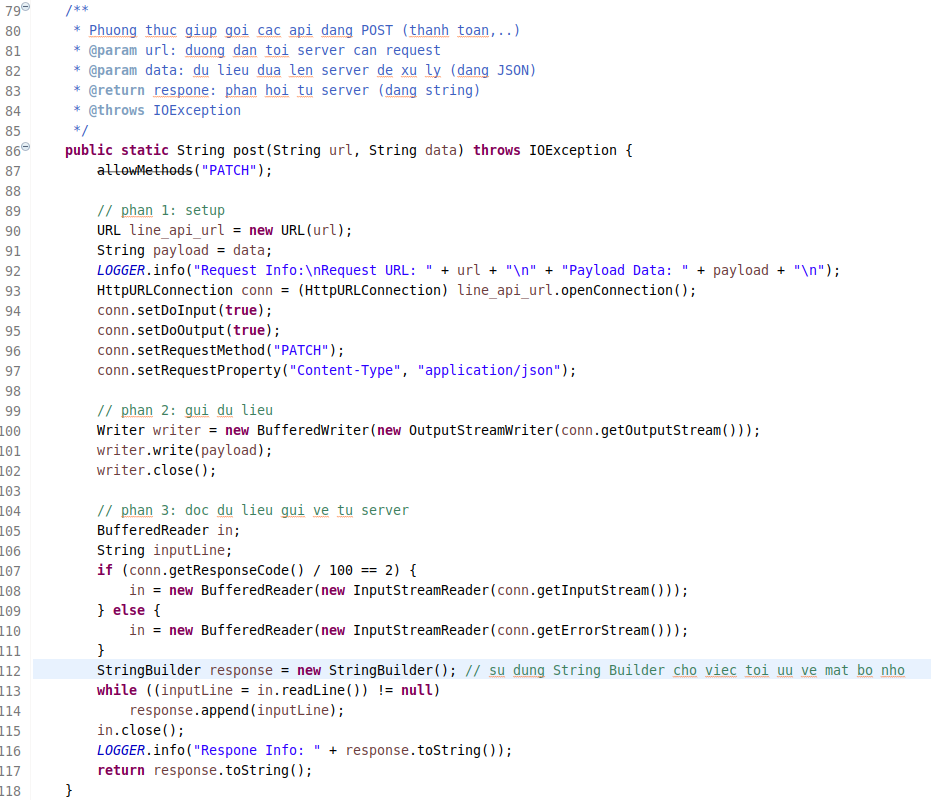 79    /**
80     * Phuong thuc giup goi cac api dang POST (thanh toan,..)
81     * @param url: duong dan toi server can request
82     * @param data: du lieu dua len server de xu ly (dang JSON)
83     * @return respone: phan hoi tu server (dang string)
84     * @throws IOException
85     */
86    public static String post(String url, String data) throws IOException {
87        allowMethods("PATCH");
88
89        // phan 1: setup
90        URL line_api_url = new URL(url);
91        String payload = data;
92        LOGGER.info("Request Info:\nRequest URL: " + url + "\n" + "Payload Data: " + payload + "\n");
93        HttpURLConnection conn = (HttpURLConnection) line_api_url.openConnection();
94        conn.setDoInput(true);
95        conn.setDoOutput(true);
96        conn.setRequestMethod("PATCH");
97        conn.setRequestProperty("Content-Type", "application/json");
98
99        // phan 2: gui du lieu
100        Writer writer = new BufferedWriter(new OutputStreamWriter(conn.getOutputStream()));
101        writer.write(payload);
102        writer.close();
103
104        // phan 3: doc du lieu gui ve tu server
105        BufferedReader in;
106        String inputLine;
107        if (conn.getResponseCode() / 100 == 2) {
108            in = new BufferedReader(new InputStreamReader(conn.getInputStream()));
109        } else {
110            in = new BufferedReader(new InputStreamReader(conn.getErrorStream()));
111        }
112        StringBuilder response = new StringBuilder(); // su dung String Builder cho viec toi uu ve mat bo nho
113        while ((inputLine = in.readLine()) != null)
114            response.append(inputLine);
115        in.close();
116        LOGGER.info("Respone Info: " + response.toString());
117        return response.toString();
118    }